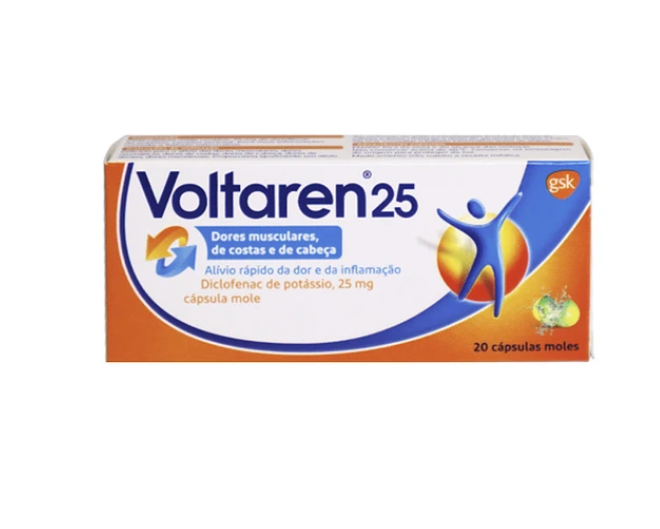 Voltaren® 25
gsk
Dores musculares,
de costas e de cabeça
Alívio rápido da dor e da inflamação
Diclofenac de potássio, 25 mg
cápsula mole
20 cápsulas moles